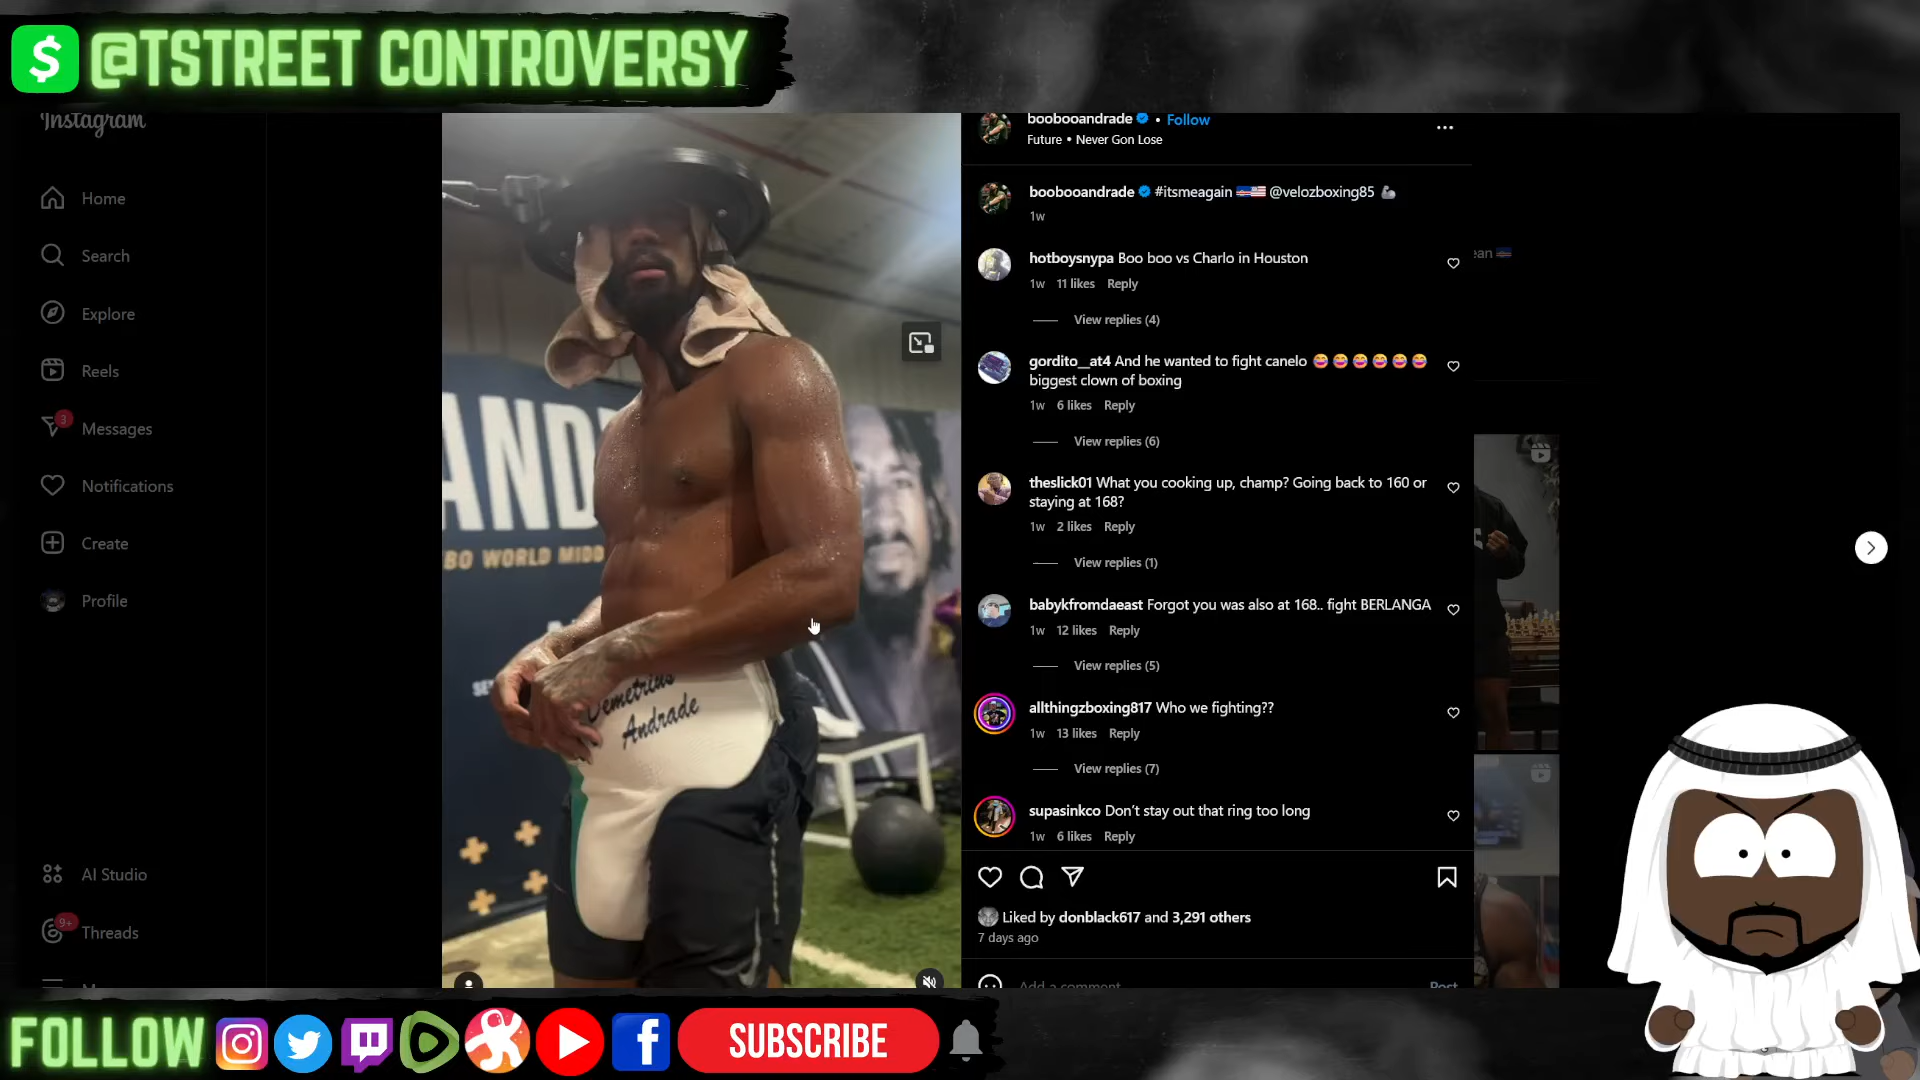 $ @TSTREET CONTROVERSY
Instagram
Home
Search
Explore
Reels
3
Messages
Notifications
Create
Profile
AI Studio
9+
Threads
AND
BO WORLD MIDD
Demetrius
Andrade
boobooandrade • Follow
Future • Never Gon Lose
boobooandrade #itsmeagain @velozboxing85
1w
hotboysnypa Boo boo vs Charlo in Houston
1w 11 likes Reply
View replies (4)
gordito__at4 And he wanted to fight canelo 😂😂😂😂😂😂
biggest clown of boxing
1w 6 likes Reply
View replies (6)
theslick01 What you cooking up, champ? Going back to 160 or
staying at 168?
1w 2 likes Reply
View replies (1)
babykfromdaeast Forgot you was also at 168.. fight BERLANGA
1w 12 likes Reply
View replies (5)
allthingzboxing817 Who we fighting??
1w 13 likes Reply
View replies (7)
supasinkco Don’t stay out that ring too long
1w 6 likes Reply
Liked by donblack617 and 3,291 others
7 days ago
Add a comment
Post
ean
FOLLOW
SUBSCRIBE